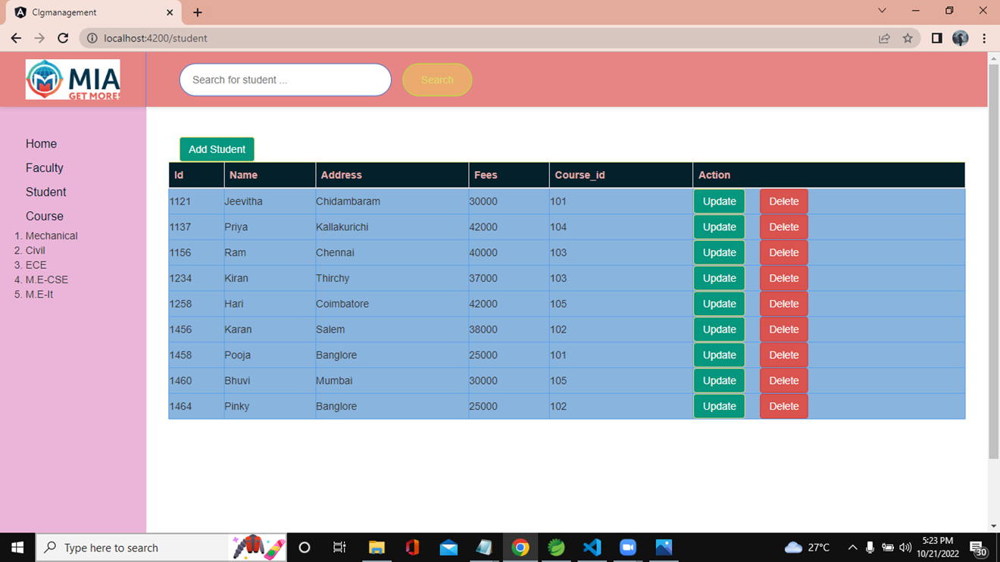 Clgmanagement
localhost:4200/student
MIA
GET MORE!
Search for student ...
Search
Home
Faculty
Student
Course
1. Mechanical
2. Civil
3. ECE
4. M.E-CSE
5. M.E-It
Add Student
Id Name Address Fees Course_id Action
1121 Jeevitha Chidambaram 30000 101 Update Delete
1137 Priya Kallakurichi 42000 104 Update Delete
1156 Ram Chennai 40000 103 Update Delete
1234 Kiran Thirchy 37000 103 Update Delete
1258 Hari Coimbatore 42000 105 Update Delete
1456 Karan Salem 38000 102 Update Delete
1458 Pooja Banglore 25000 101 Update Delete
1460 Bhuvi Mumbai 30000 105 Update Delete
1464 Pinky Banglore 25000 102 Update Delete
Type here to search
27°C
5:23 PM
10/21/2022
30